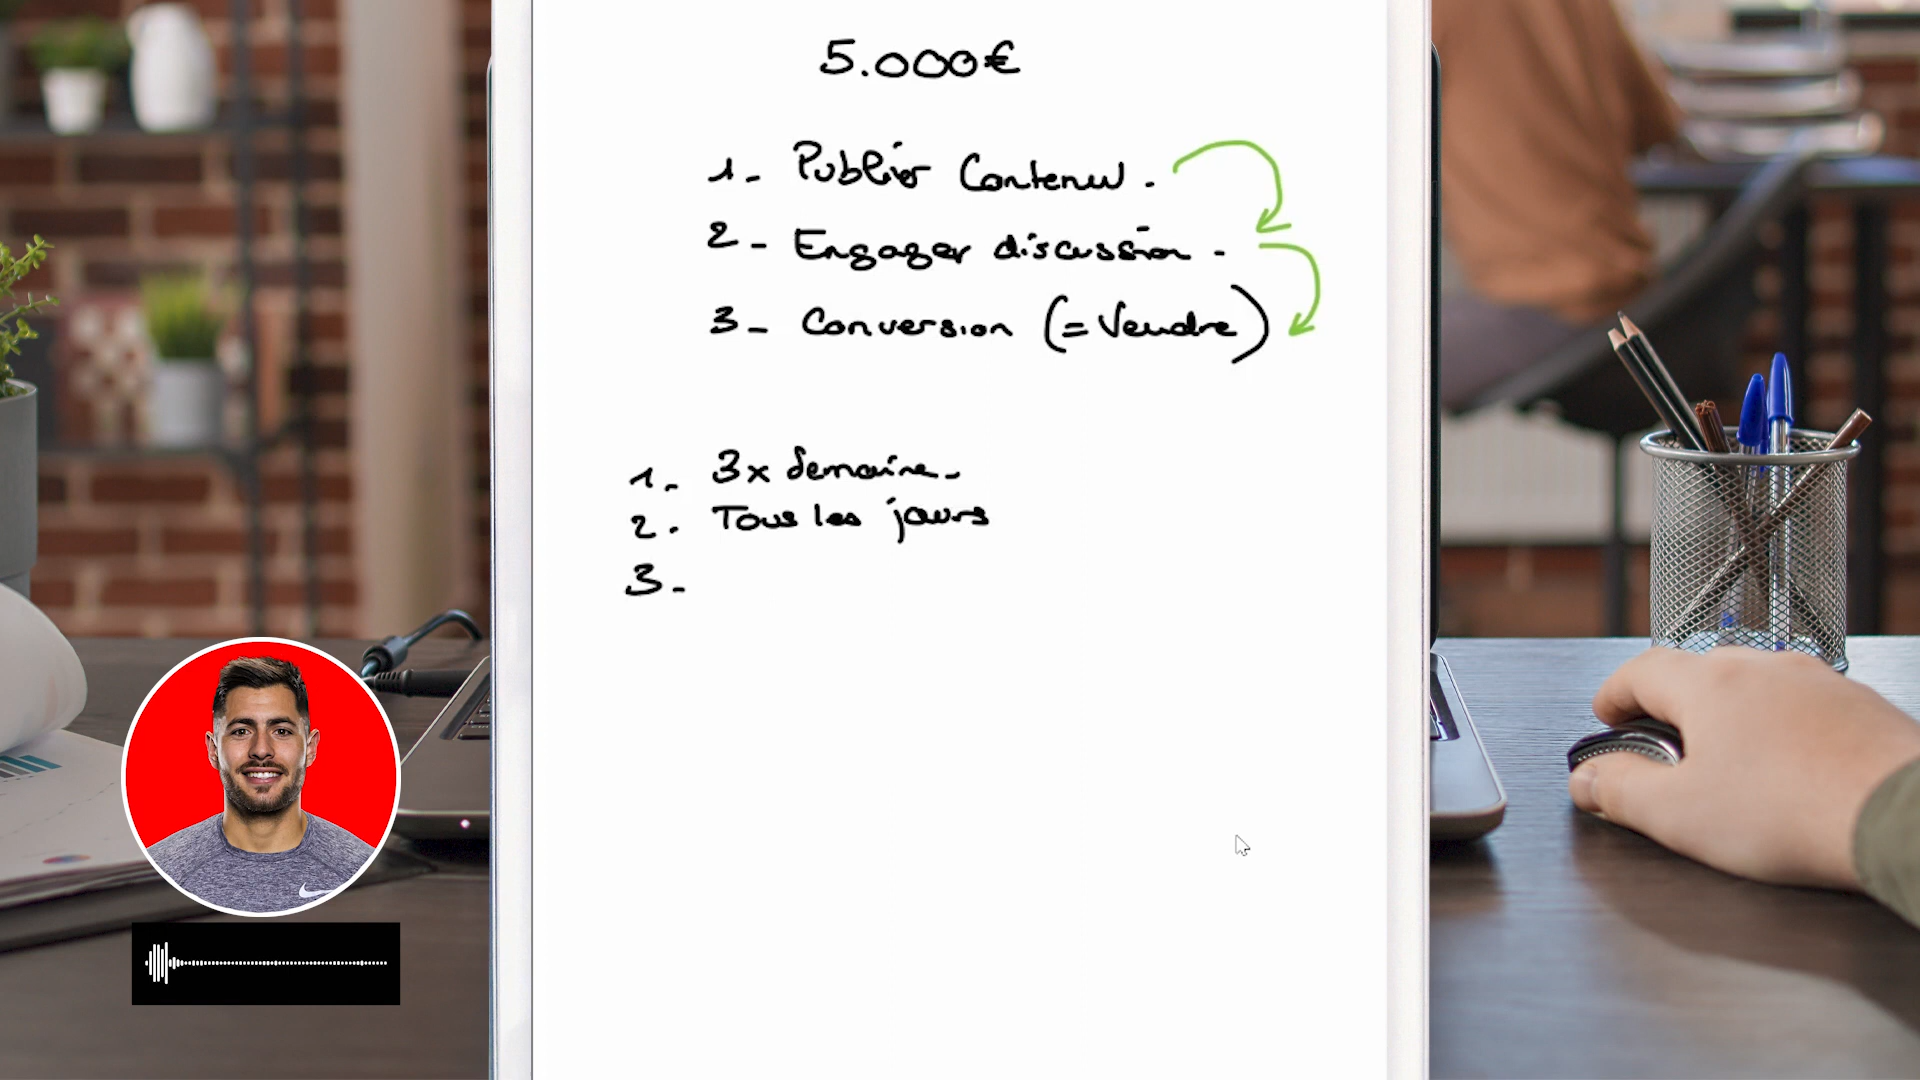 5.000€
1- Publier Contenu.
2- Engager discussion.
3- Conversion (= Vendre)
1- 3x Semaine-
2. Tous les jours
3-